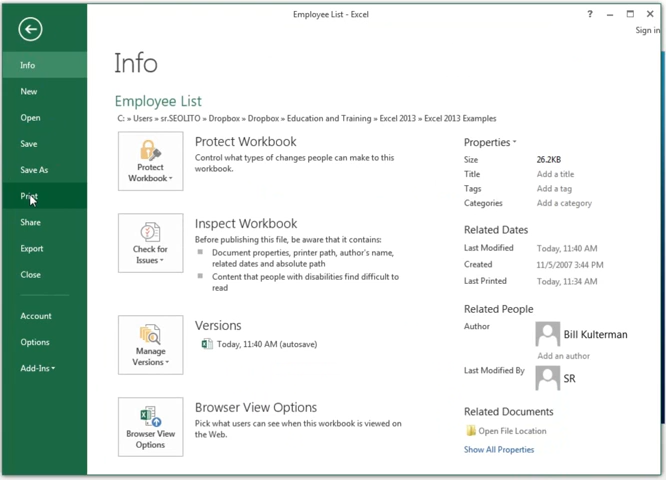 Employee List - Excel
?
Sign in
Info
New
Open
Save
Save As
Print
Share
Export
Close
Account
Options
Add-Ins
Info
Employee List
C: » Users » sr.SEOLITO » Dropbox » Dropbox » Education and Training » Excel 2013 » Excel 2013 Examples
Protect
Workbook
Protect Workbook
Control what types of changes people can make to this
workbook.
Check for
Issues
Inspect Workbook
Before publishing this file, be aware that it contains:
Document properties, printer path, author's name,
related dates and absolute path
Content that people with disabilities find difficult to
read
Manage
Versions
Versions
Today, 11:40 AM (autosave)
Browser View
Options
Browser View Options
Pick what users can see when this workbook is viewed on
the Web.
Properties
Size 26.2KB
Title Add a title
Tags Add a tag
Categories Add a category
Related Dates
Last Modified Today, 11:40 AM
Created 11/5/2007 3:44 PM
Last Printed Today, 11:34 AM
Related People
Author Bill Kulterman
Add an author
Last Modified By SR
Related Documents
Open File Location
Show All Properties